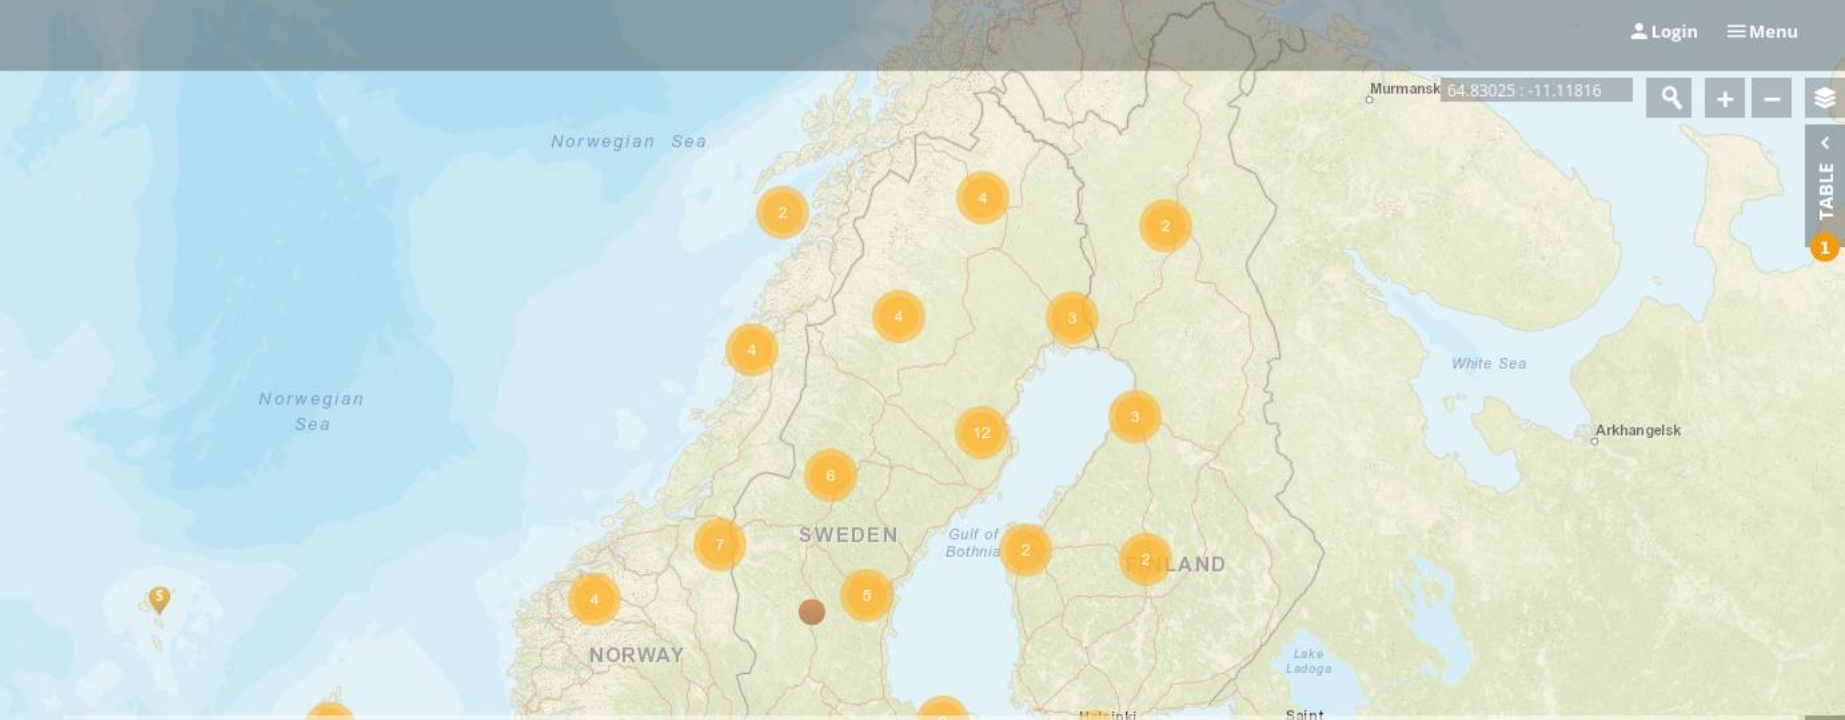 Login
Menu
Murmansk
64.83025 : -11.11816
Norwegian Sea
TABLE
1
4
2
2
4
3
4
White Sea
Norwegian
Sea
3
Arkhangelsk
12
6
SWEDEN
Gulf of
Bothnia
7
2
2
FINLAND
S
4
5
NORWAY
Lake
Ladoga
Helsinki
Saint